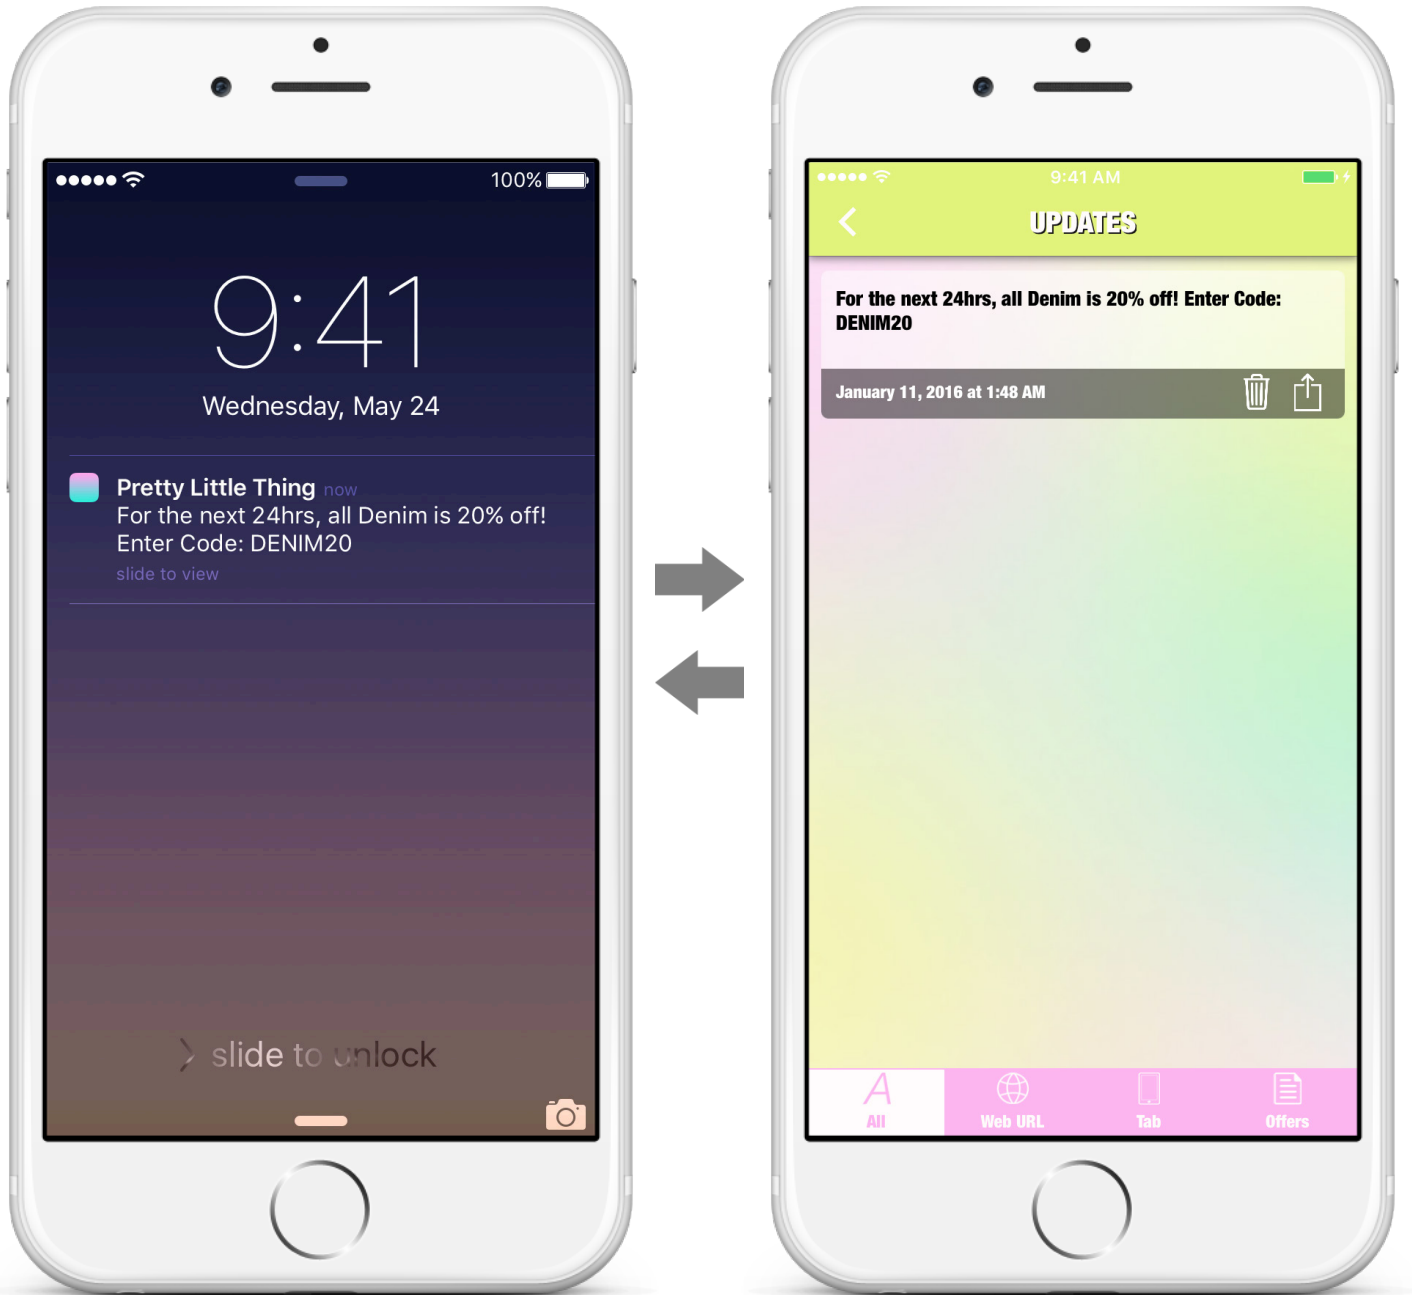 100%
9:41
Wednesday, May 24
Pretty Little Thing now
For the next 24hrs, all Denim is 20% off!
Enter Code: DENIM20
slide to view
slide to unlock
9:41 AM
UPDATES
For the next 24hrs, all Denim is 20% off! Enter Code:
DENIM20
January 11, 2016 at 1:48 AM
A
All
Web URL
Tab
Offers